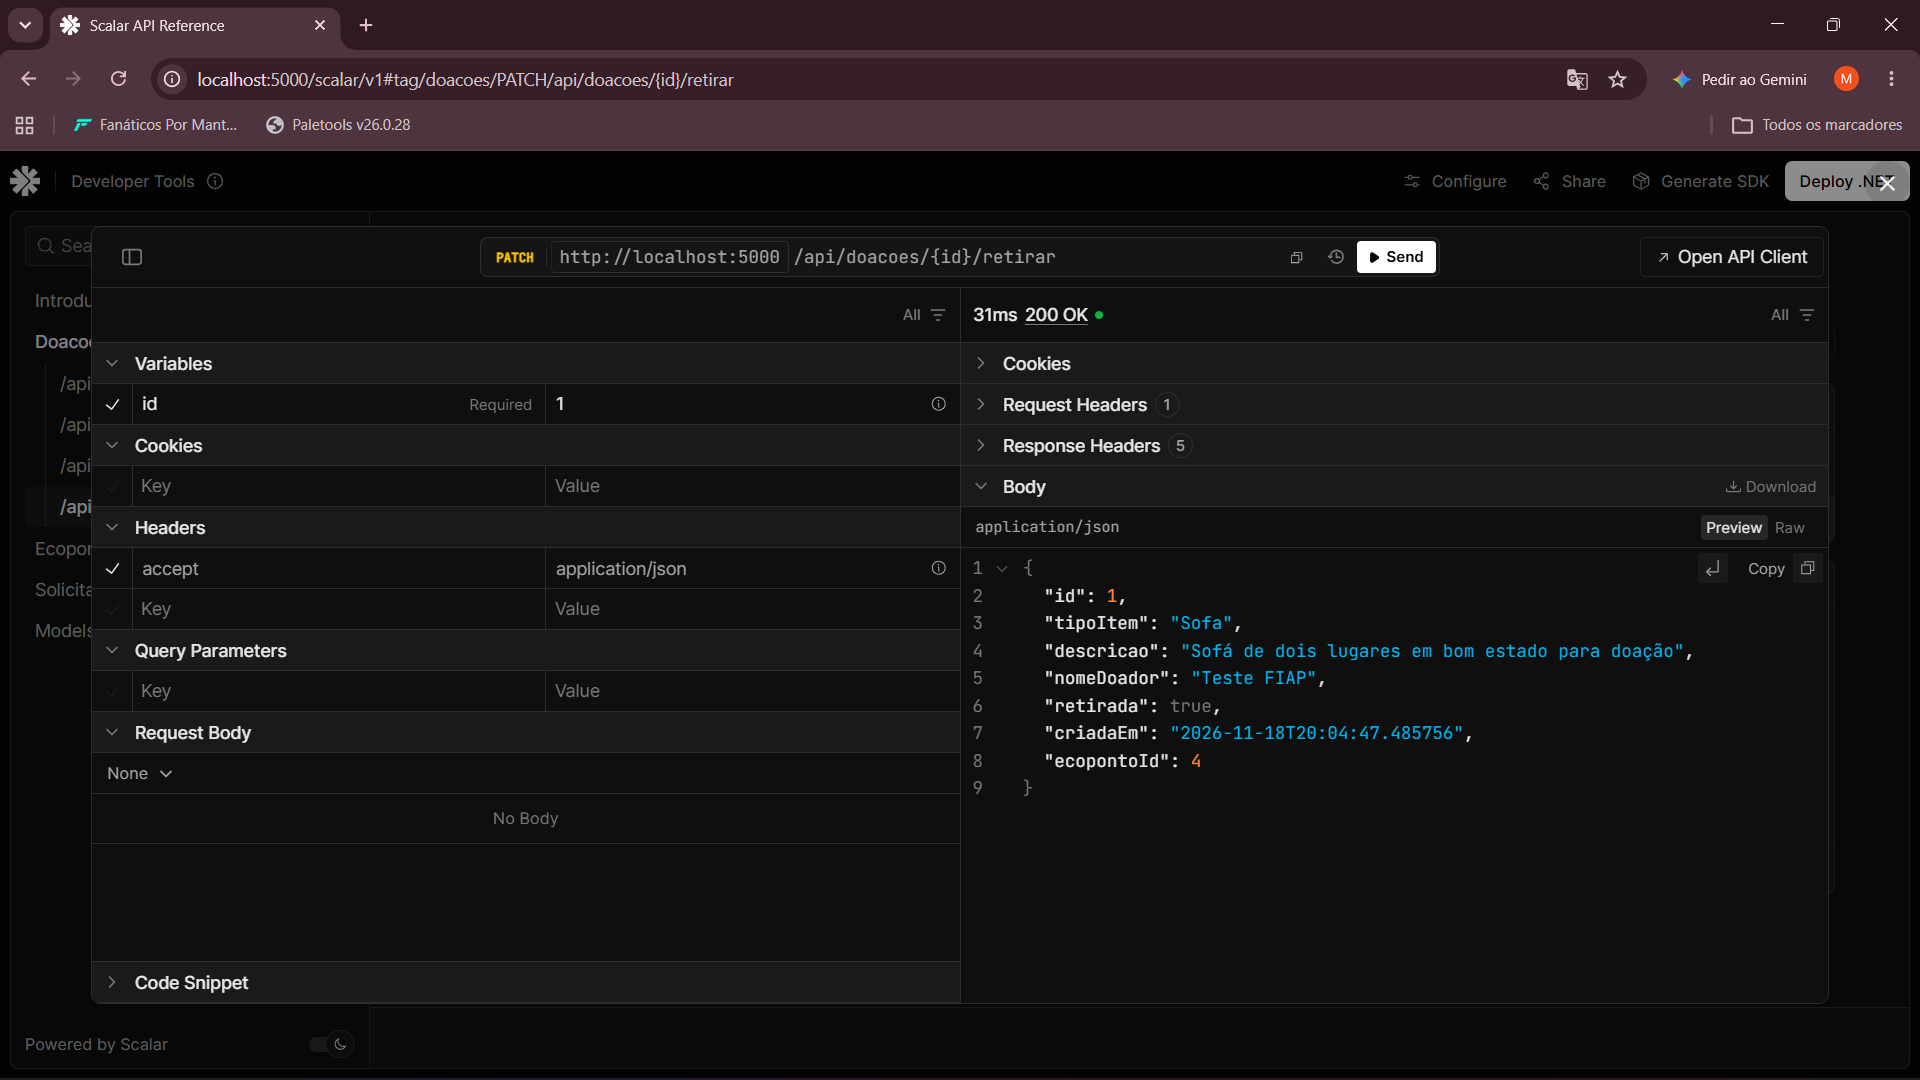 Scalar API Reference
localhost:5000/scalar/v1#tag/doacoes/PATCH/api/doacoes/{id}/retirar
Pedir ao Gemini
M
Fanáticos Por Mant...
Paletools v26.0.28
Todos os marcadores
Developer Tools
Configure
Share
Generate SDK
Deploy .NET
Sea
PATCH
http://localhost:5000
/api/doacoes/{id}/retirar
Send
Open API Client
Introdu
Doacoe
/api
/api
/api
/api
Ecopon
Solicita
Models
All
Variables
id
Required
1
Cookies
Key
Value
Headers
accept
application/json
Key
Value
Query Parameters
Key
Value
Request Body
None
No Body
Code Snippet
31ms 200 OK
All
Cookies
Request Headers 1
Response Headers 5
Body
Download
application/json
Preview
Raw
Copy
1 {
2 "id": 1,
3 "tipoItem": "Sofa",
4 "descricao": "Sofá de dois lugares em bom estado para doação",
5 "nomeDoador": "Teste FIAP",
6 "retirada": true,
7 "criadaEm": "2026-11-18T20:04:47.485756",
8 "ecopontoId": 4
9 }
Powered by Scalar